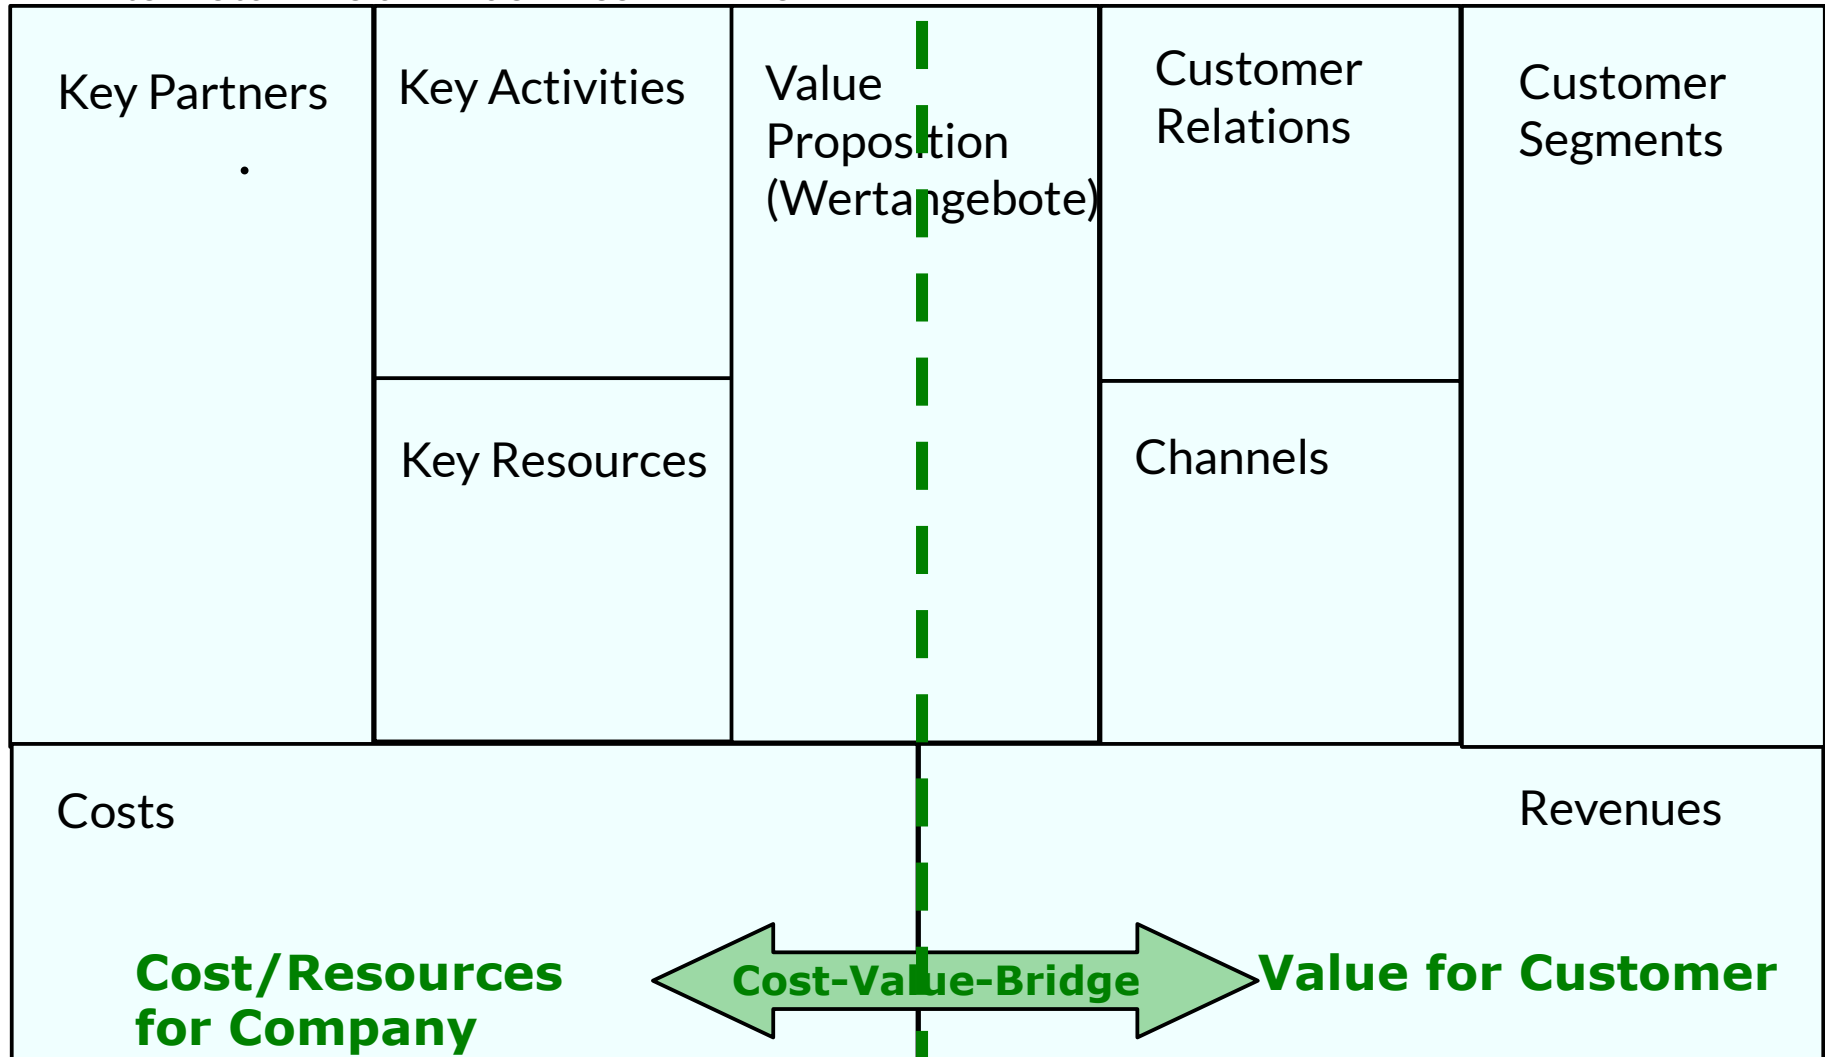 Key Partners
.
Key Activities
Value
Proposition
(Wertangebote)
Customer
Relations
Customer
Segments
Key Resources
Channels
Costs
Revenues
Cost/Resources
for Company
Cost-Value-Bridge
Value for Customer